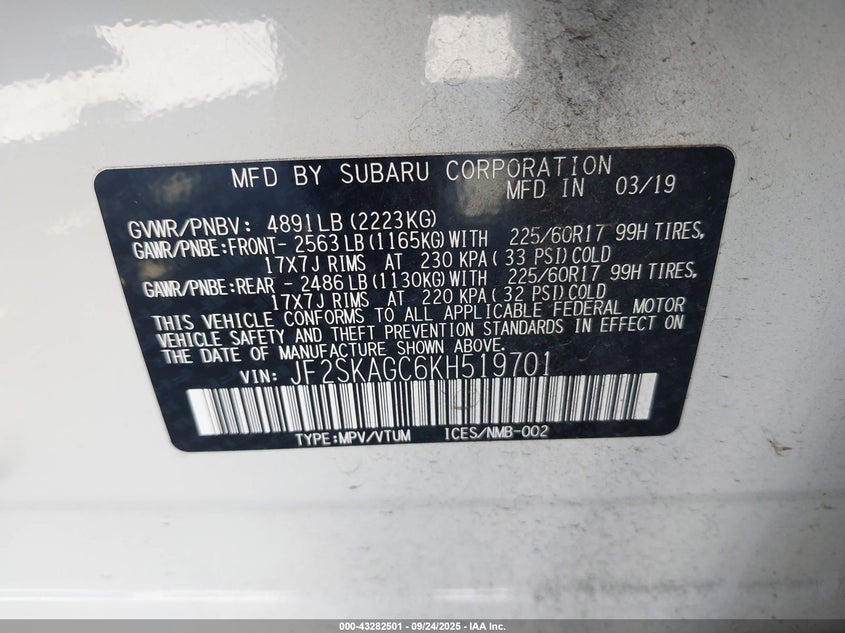 MFD BY SUBARU CORPORATION
MFD IN 03/19
GVWR/PNBV: 4891LB(2223KG)
GAWR/PNBE:FRONT- 2563LB(1165KG)WITH 225/60R17 99H TIRES,
17X7J RIMS AT 230 KPA( 33 PSI)COLD
GAWR/PNBE:REAR - 2486LB(1130KG)WITH 225/60R17 99H TIRES,
17X7J RIMS AT 220 KPA( 32 PSI)COLD
THIS VEHICLE CONFORMS TO ALL APPLICABLE FEDERAL MOTOR
VEHICLE SAFETY AND THEFT PREVENTION STANDARDS IN EFFECT ON
THE DATE OF MANUFACTURE SHOWN ABOVE.
VIN: JF2SKAGC6KH519701
TYPE:MPV/VTUM ICES/NMB-002
000-43282501 - 09/24/2025 - IAA Inc.